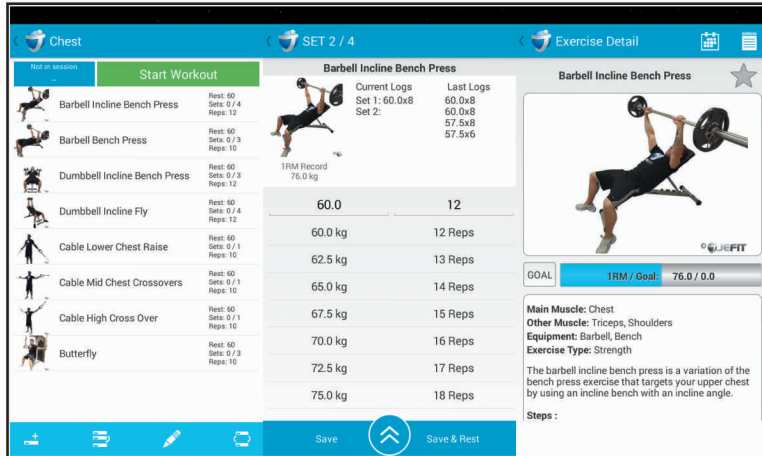 Chest
Not in session
--
Start Workout
Barbell Incline Bench Press
Rest: 60
Sets: 0 / 4
Reps: 12
Barbell Bench Press
Rest: 60
Sets: 0 / 3
Reps: 10
Dumbbell Incline Bench Press
Rest: 60
Sets: 0 / 3
Reps: 12
Dumbbell Incline Fly
Rest: 60
Sets: 0 / 4
Reps: 12
Cable Lower Chest Raise
Rest: 60
Sets: 0 / 1
Reps: 10
Cable Mid Chest Crossovers
Rest: 60
Sets: 0 / 1
Reps: 10
Cable High Cross Over
Rest: 60
Sets: 0 / 1
Reps: 10
Butterfly
Rest: 60
Sets: 0 / 3
Reps: 10
SET 2 / 4
Barbell Incline Bench Press
Current Logs
Set 1: 60.0x8
Set 2:
Last Logs
60.0x8
60.0x8
57.5x8
57.5x6
1RM Record
76.0 kg
60.0 12
60.0 kg 12 Reps
62.5 kg 13 Reps
65.0 kg 14 Reps
67.5 kg 15 Reps
70.0 kg 16 Reps
72.5 kg 17 Reps
75.0 kg 18 Reps
Save Save & Rest
Exercise Detail
Barbell Incline Bench Press
© JEFIT
GOAL 1RM / Goal: 76.0 / 0.0
Main Muscle: Chest
Other Muscle: Triceps, Shoulders
Equipment: Barbell, Bench
Exercise Type: Strength
The barbell incline bench press is a variation of the
bench press exercise that targets your upper chest
by using an incline bench with an incline angle.
Steps :